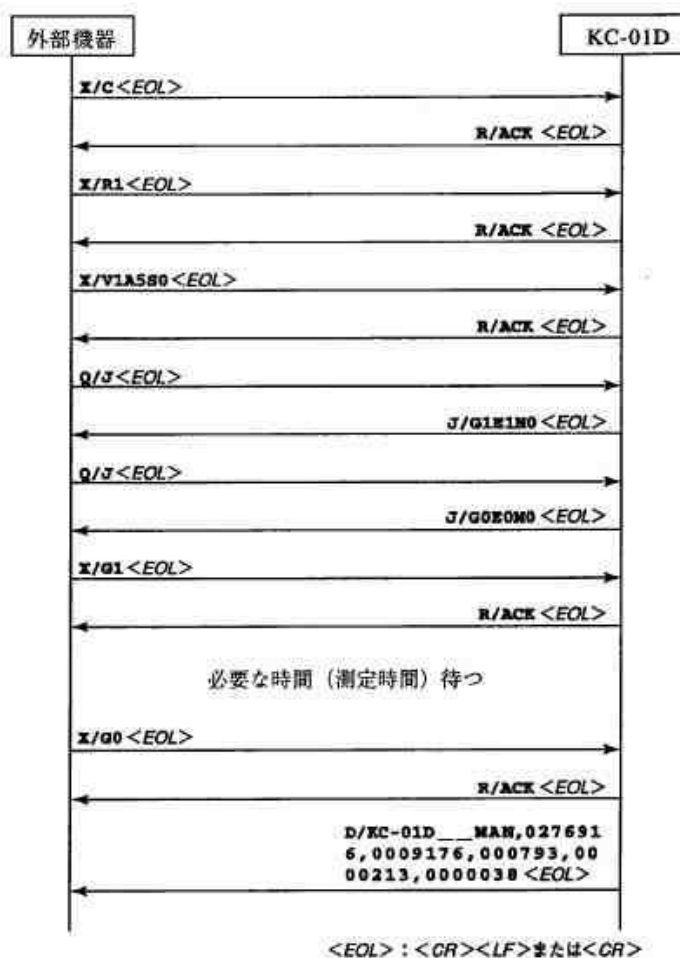 外部機器
KC-01D
X/C<EOL>
R/ACK <EOL>
X/R1<EOL>
R/ACK <EOL>
X/V1A5S0<EOL>
R/ACK <EOL>
Q/J<EOL>
J/G1E1N0<EOL>
Q/J<EOL>
J/G0E0N0<EOL>
X/G1<EOL>
R/ACK <EOL>
必要な時間（測定時間）待つ
X/G0<EOL>
R/ACK <EOL>
D/KC-01D__MAN,027691
6,0009176,000793,00
00213,0000038<EOL>
<EOL>：<CR><LF>または<CR>